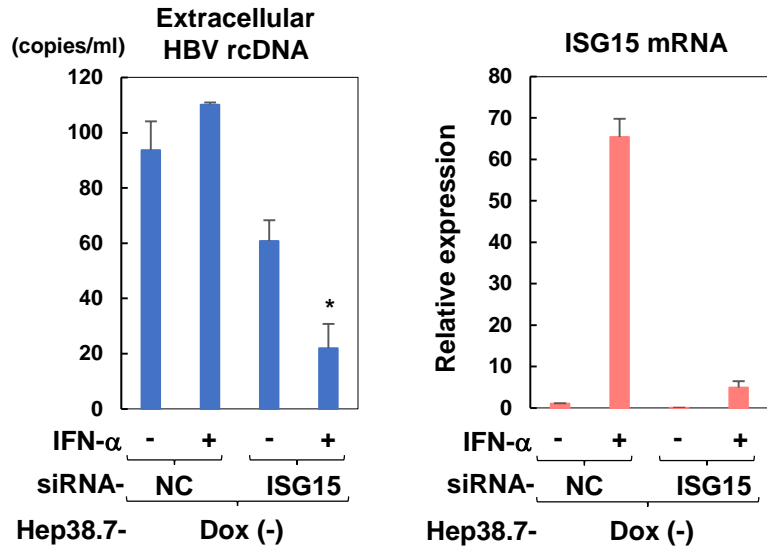 Extracellular
HBV rcDNA
(copies/ml)
120
100
80
60
40
20
0
*
IFN-α - + - +
siRNA- NC ISG15
Hep38.7- Dox (-)
ISG15 mRNA
Relative expression
80
70
60
50
40
30
20
10
0
IFN-α - + - +
siRNA- NC ISG15
Hep38.7- Dox (-)